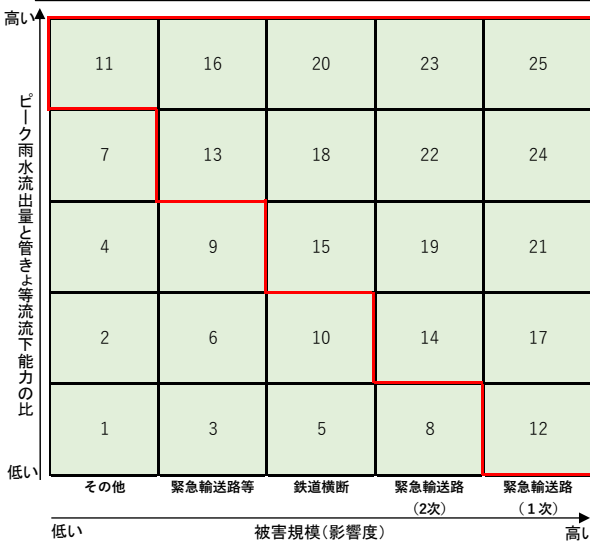 高い
ピーク雨水流出量と管きょ等流流下能力の比
11 16 20 23 25
7 13 18 22 24
4 9 15 19 21
2 6 10 14 17
1 3 5 8 12
低い
その他 緊急輸送路等 鉄道横断 緊急輸送路 緊急輸送路
(2次) (1次)
低い 被害規模(影響度) 高い